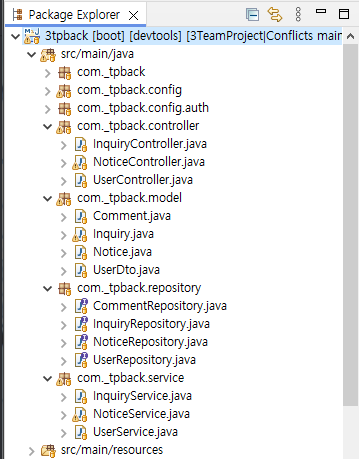 Package Explorer
3tpback [boot] [devtools] [3TeamProject|Conflicts main
src/main/java
com._tpback
com._tpback.config
com._tpback.config.auth
com._tpback.controller
InquiryController.java
NoticeController.java
UserController.java
com._tpback.model
Comment.java
Inquiry.java
Notice.java
UserDto.java
com._tpback.repository
CommentRepository.java
InquiryRepository.java
NoticeRepository.java
UserRepository.java
com._tpback.service
InquiryService.java
NoticeService.java
UserService.java
src/main/resources